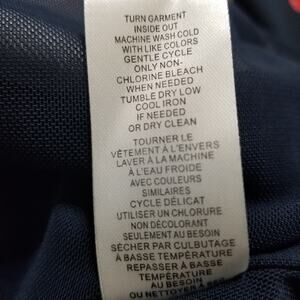 TURN GARMENT
INSIDE OUT
MACHINE WASH COLD
WITH LIKE COLORS
GENTLE CYCLE
ONLY NON-
CHLORINE BLEACH
WHEN NEEDED
TUMBLE DRY LOW
COOL IRON
IF NEEDED
OR DRY CLEAN
TOURNER LE
VÊTEMENT À L'ENVERS
LAVER À LA MACHINE
À L'EAU FROIDE
AVEC COULEURS
SIMILAIRES
CYCLE DÉLICAT
UTILISER UN CHLORURE
NON DÉCOLORANT
SEULEMENT AU BESOIN
SÉCHER PAR CULBUTAGE
À BASSE TEMPÉRATURE
REPASSER À BASSE
TEMPÉRATURE
AU BESOIN
OU NETTOYER À SEC